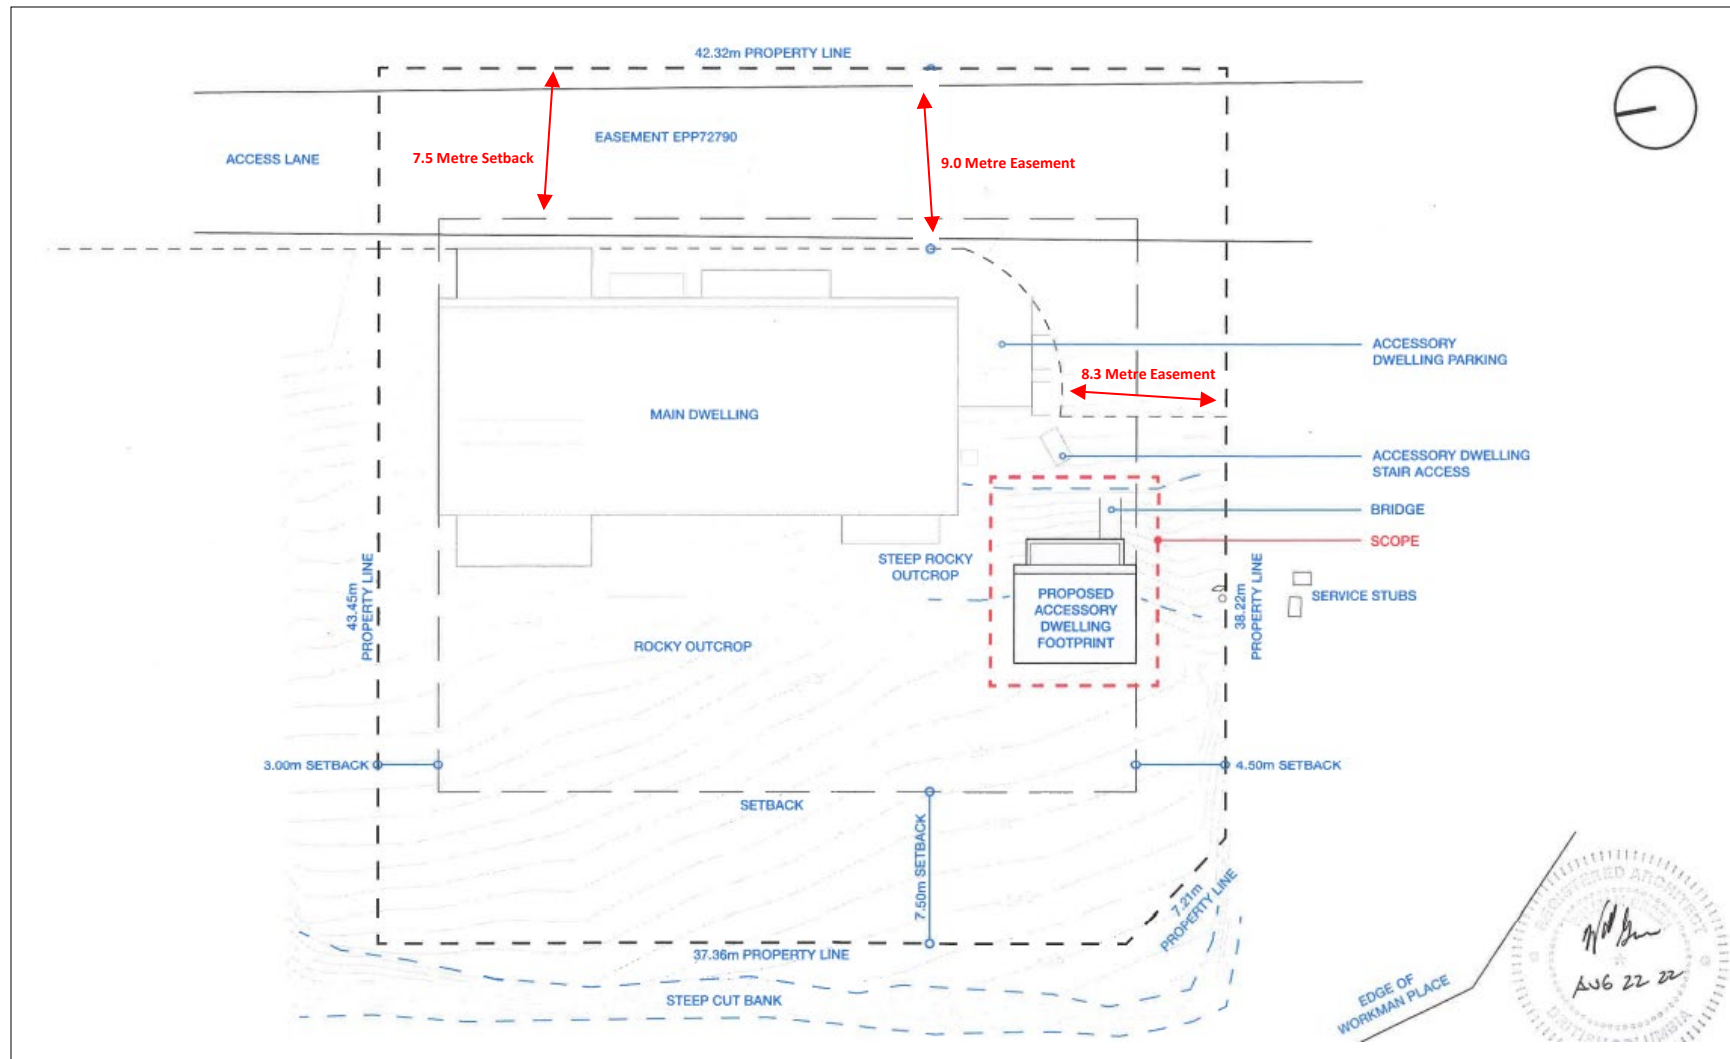 42.32m PROPERTY LINE
EASEMENT EPP72790
ACCESS LANE
7.5 Metre Setback
9.0 Metre Easement
ACCESSORY
DWELLING PARKING
8.3 Metre Easement
MAIN DWELLING
ACCESSORY DWELLING
STAIR ACCESS
BRIDGE
SCOPE
STEEP ROCKY
OUTCROP
PROPOSED
ACCESSORY
DWELLING
FOOTPRINT
43.45m
PROPERTY LINE
38.22m
PROPERTY LINE
SERVICE STUBS
ROCKY OUTCROP
3.00m SETBACK
4.50m SETBACK
SETBACK
7.50m SETBACK
7.21m
PROPERTY LINE
37.36m PROPERTY LINE
STEEP CUT BANK
EDGE OF
WORKMAN PLACE
REGISTERED ARCHITECT
AUG 22 22
BRITISH COLUMBIA